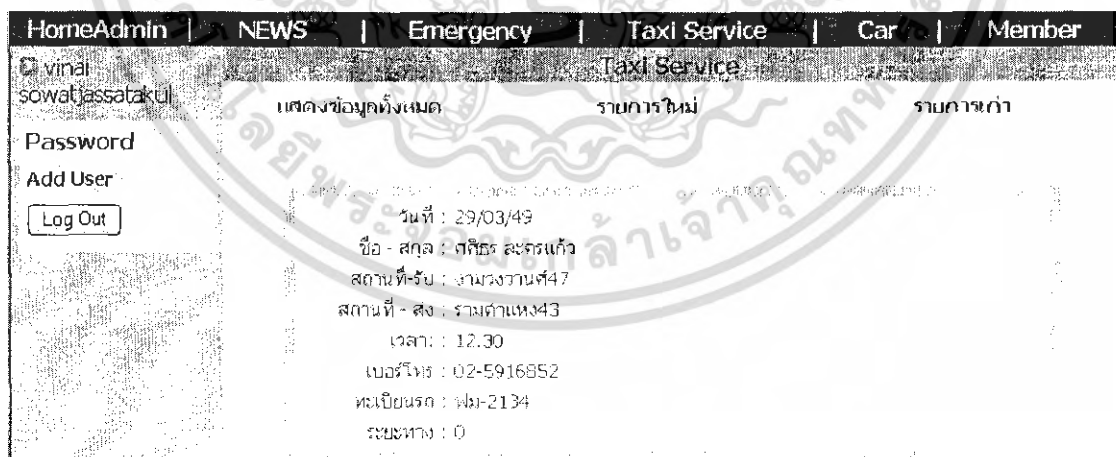 HomeAdmin | NEWS | Emergency | Taxi Service | Car | Member
vinai
sowatjassatakul
Taxi Service
แสดงข้อมูลทั้งหมด รายการใหม่ รายการเก่า
Password
Add User
Log Out
วันที่ : 29/03/49
ชื่อ - สกุล : ศศิธร ละครแก้ว
สถานที่-รับ : งามวงวานศ์47
สถานที่ - ส่ง : รามคำแหง43
เวลา: : 12.30
เบอร์โทร : 02-5916852
ทะเบียนรถ : ฟม-2134
ระยะทาง : 0